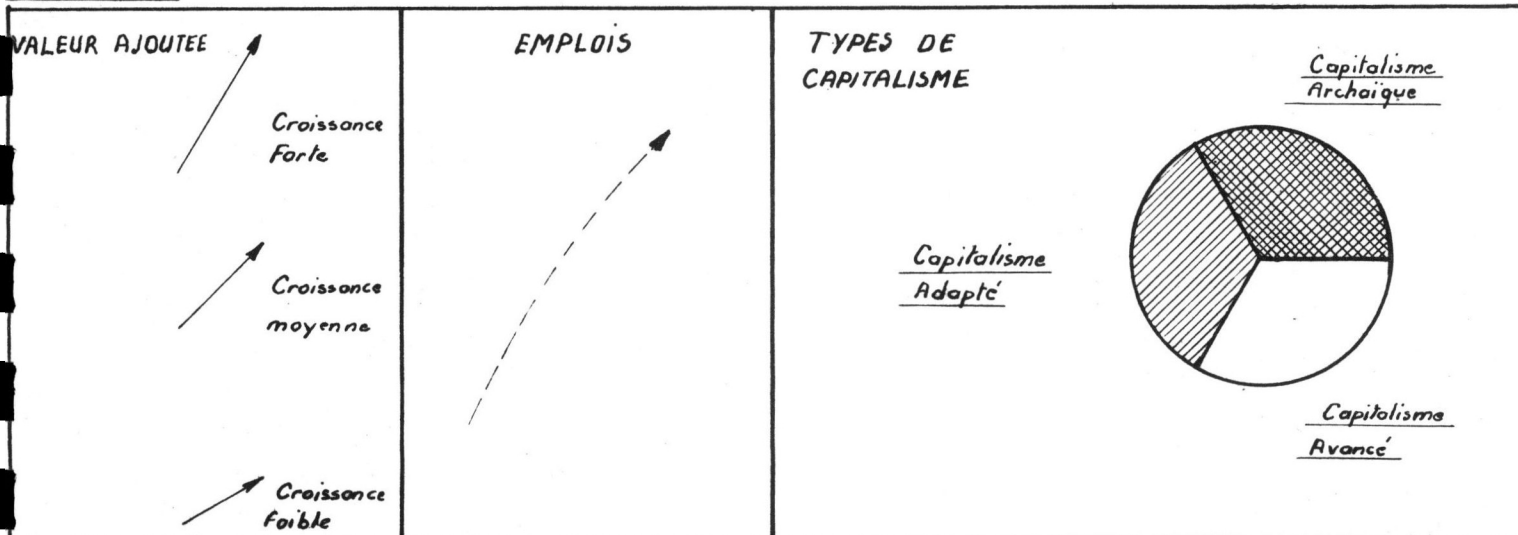 VALEUR AJOUTEE
Croissance
Forte
Croissance
moyenne
Croissance
Faible
EMPLOIS
TYPES DE
CAPITALISME
Capitalisme
Archaïque
Capitalisme
Adapté
Capitalisme
Avancé